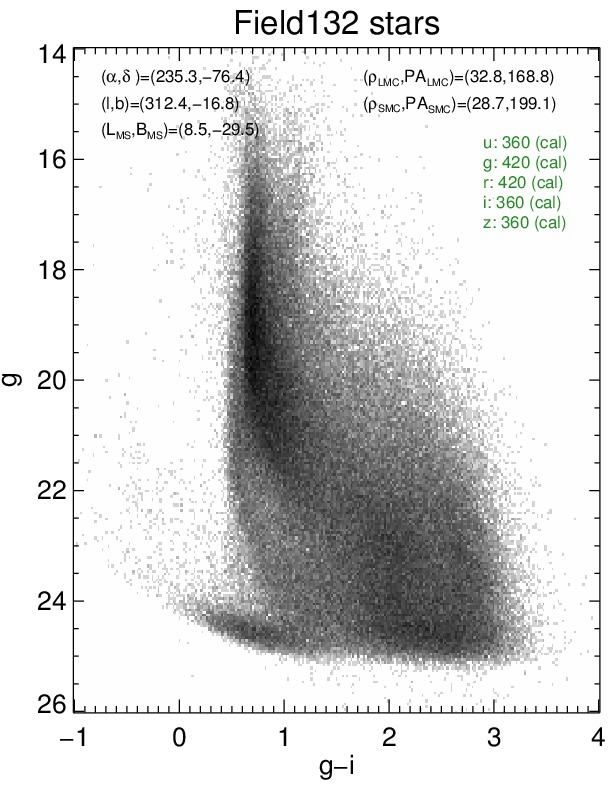 Field132 stars
14
(α,δ )=(235.3,−76.4)
(ρLMC,PALMC)=(32.8,168.8)
(l,b)=(312.4,−16.8)
(ρSMC,PASMC)=(28.7,199.1)
(LMS,BMS)=(8.5,−29.5)
u: 360 (cal)
16
g: 420 (cal)
r: 420 (cal)
i: 360 (cal)
z: 360 (cal)
18
g
20
22
24
26
−1 0 1 2 3 4
g−i